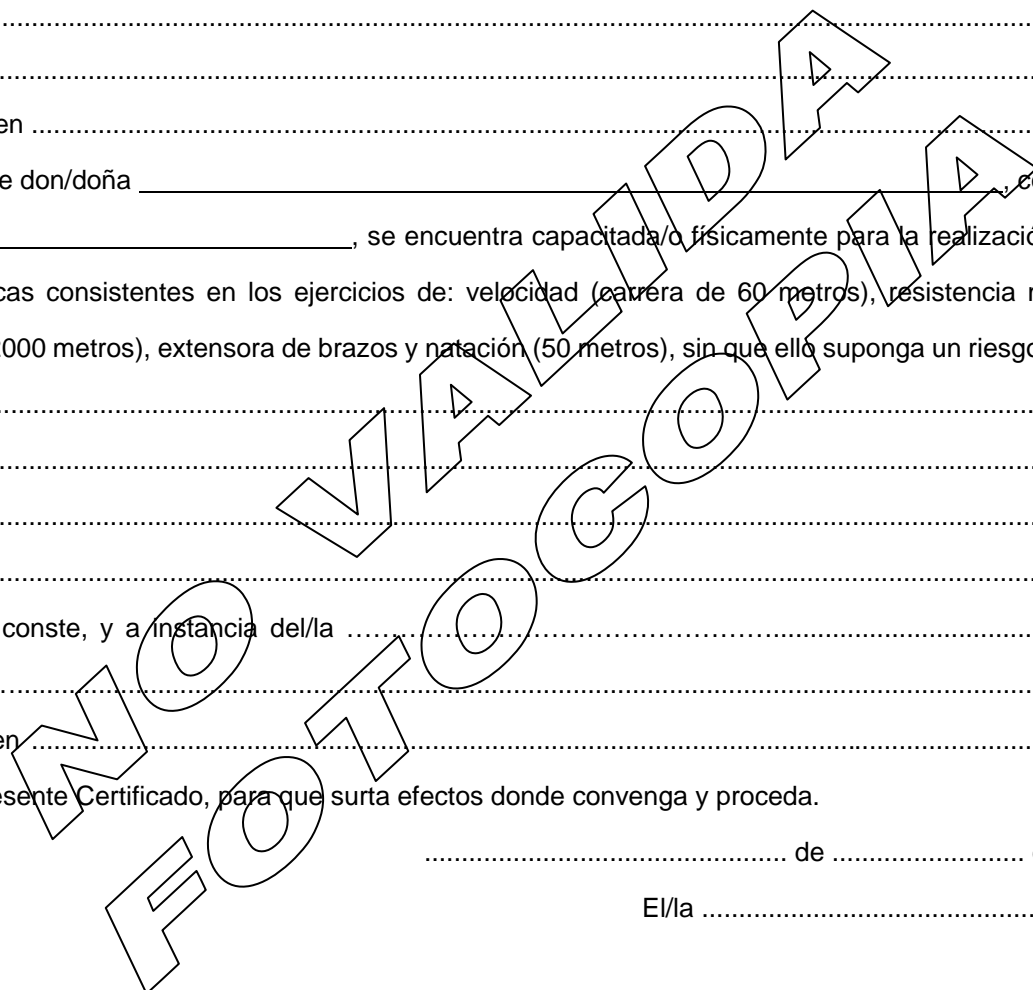 ....................................................................................................
....................................................................................................
en ....................................................................................................
e don/doña ______________________________, c
______________________, se encuentra capacitada/o físicamente para la realizació
cas consistentes en los ejercicios de: velocidad (carrera de 60 metros), resistencia
000 metros), extensora de brazos y natación (50 metros), sin que ello suponga un riesgo
....................................................................................................
....................................................................................................
....................................................................................................
....................................................................................................
conste, y a instancia del/la ....................................................................................................
....................................................................................................
en ....................................................................................................
esente Certificado, para que surta efectos donde convenga y proceda.
................................................. de ..........................
El/la .............................................
NO VALIDA
FOTOCOPIA